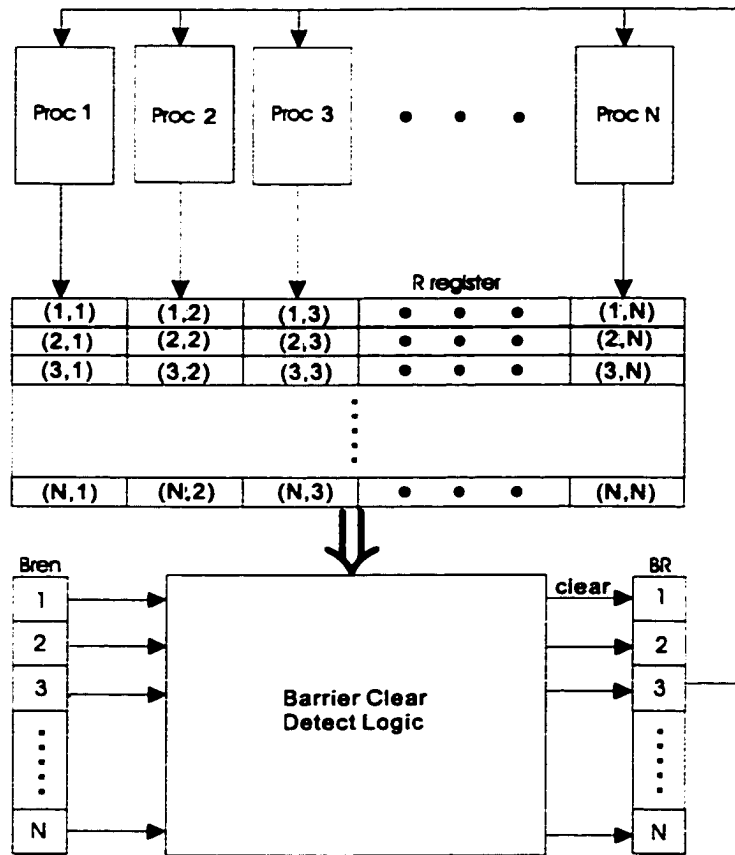 Proc 1 Proc 2 Proc 3 • • • Proc N
R register
(1,1) (1,2) (1,3) • • • (1,N)
(2,1) (2,2) (2,3) • • • (2,N)
(3,1) (3,2) (3,3) • • • (3,N)
(N,1) (N,2) (N,3) • • • (N,N)
Bren
1
2
3
N
Barrier Clear
Detect Logic
clear
BR
1
2
3
N